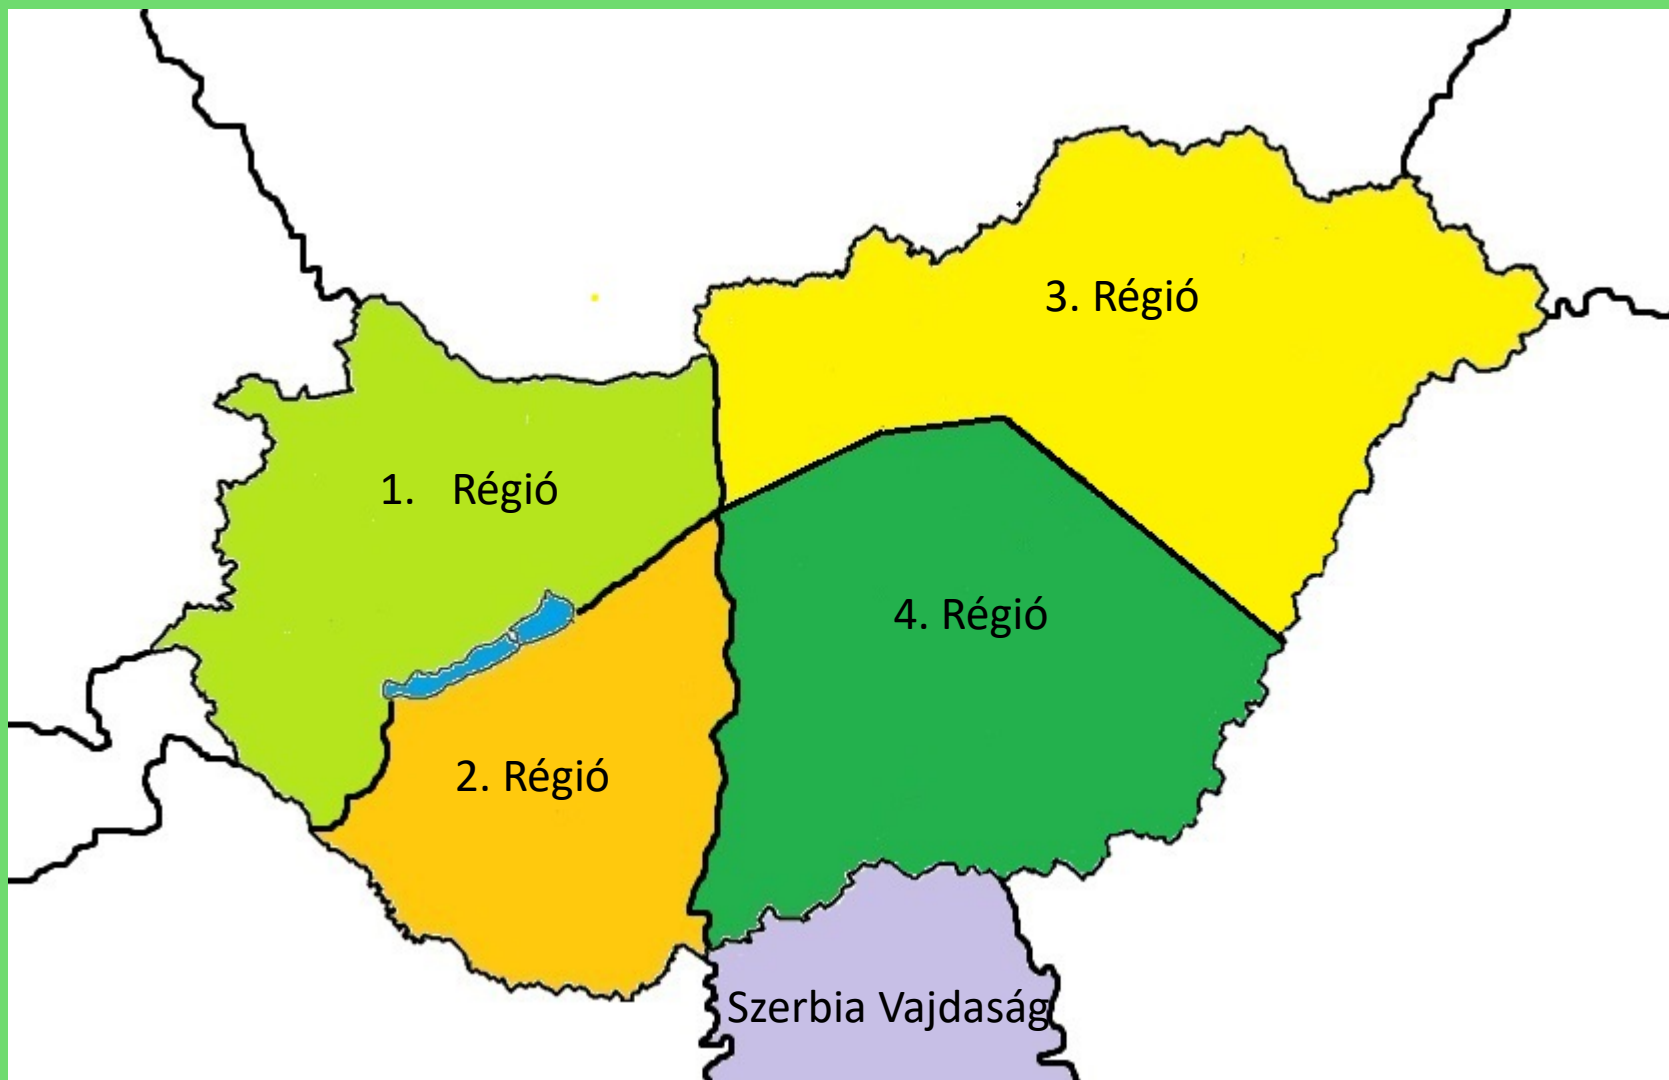 3. Régió
1. Régió
4. Régió
2. Régió
Szerbia Vajdaság